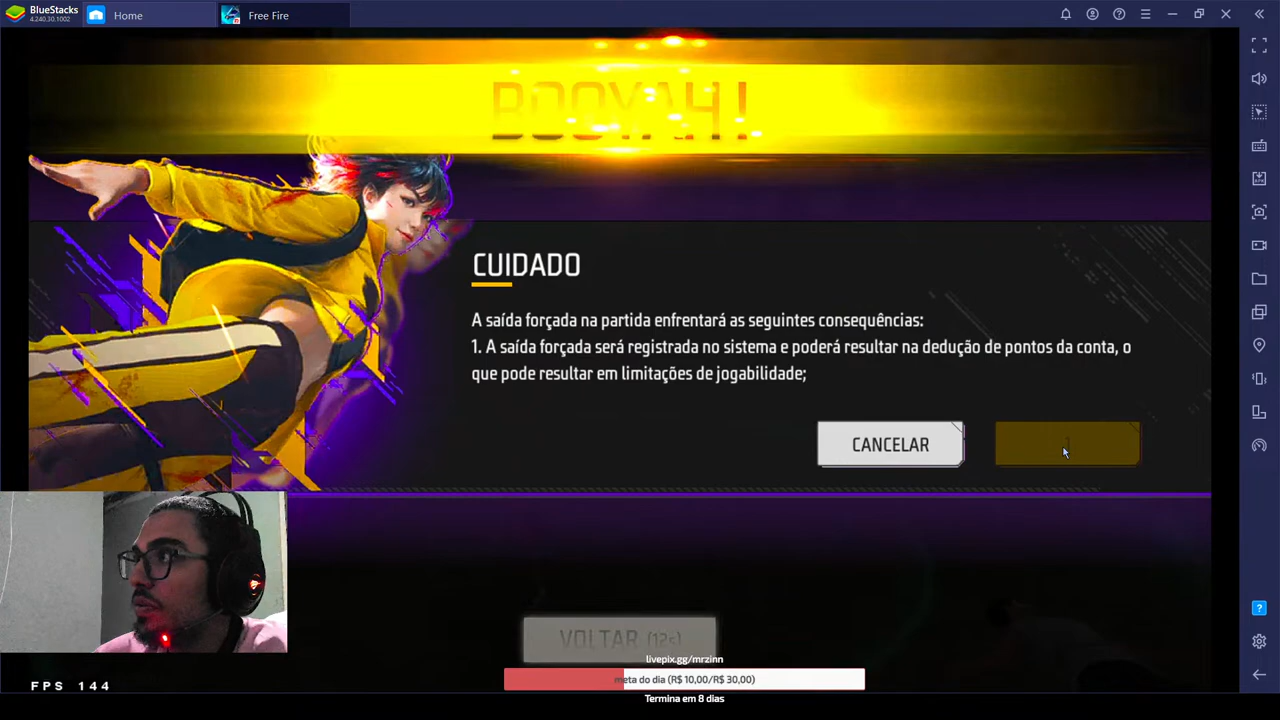 BlueStacks
4.240.30.1002
Home
Free Fire
BOOYAH!
CUIDADO
A saída forçada na partida enfrentará as seguintes consequências:
1. A saída forçada será registrada no sistema e poderá resultar na dedução de pontos da conta, o
que pode resultar em limitações de jogabilidade;
CANCELAR
VOLTAR (12s)
livepix.gg/mrzinn
meta do dia (R$ 10,00/R$ 30,00)
Termina em 8 dias
FPS 144